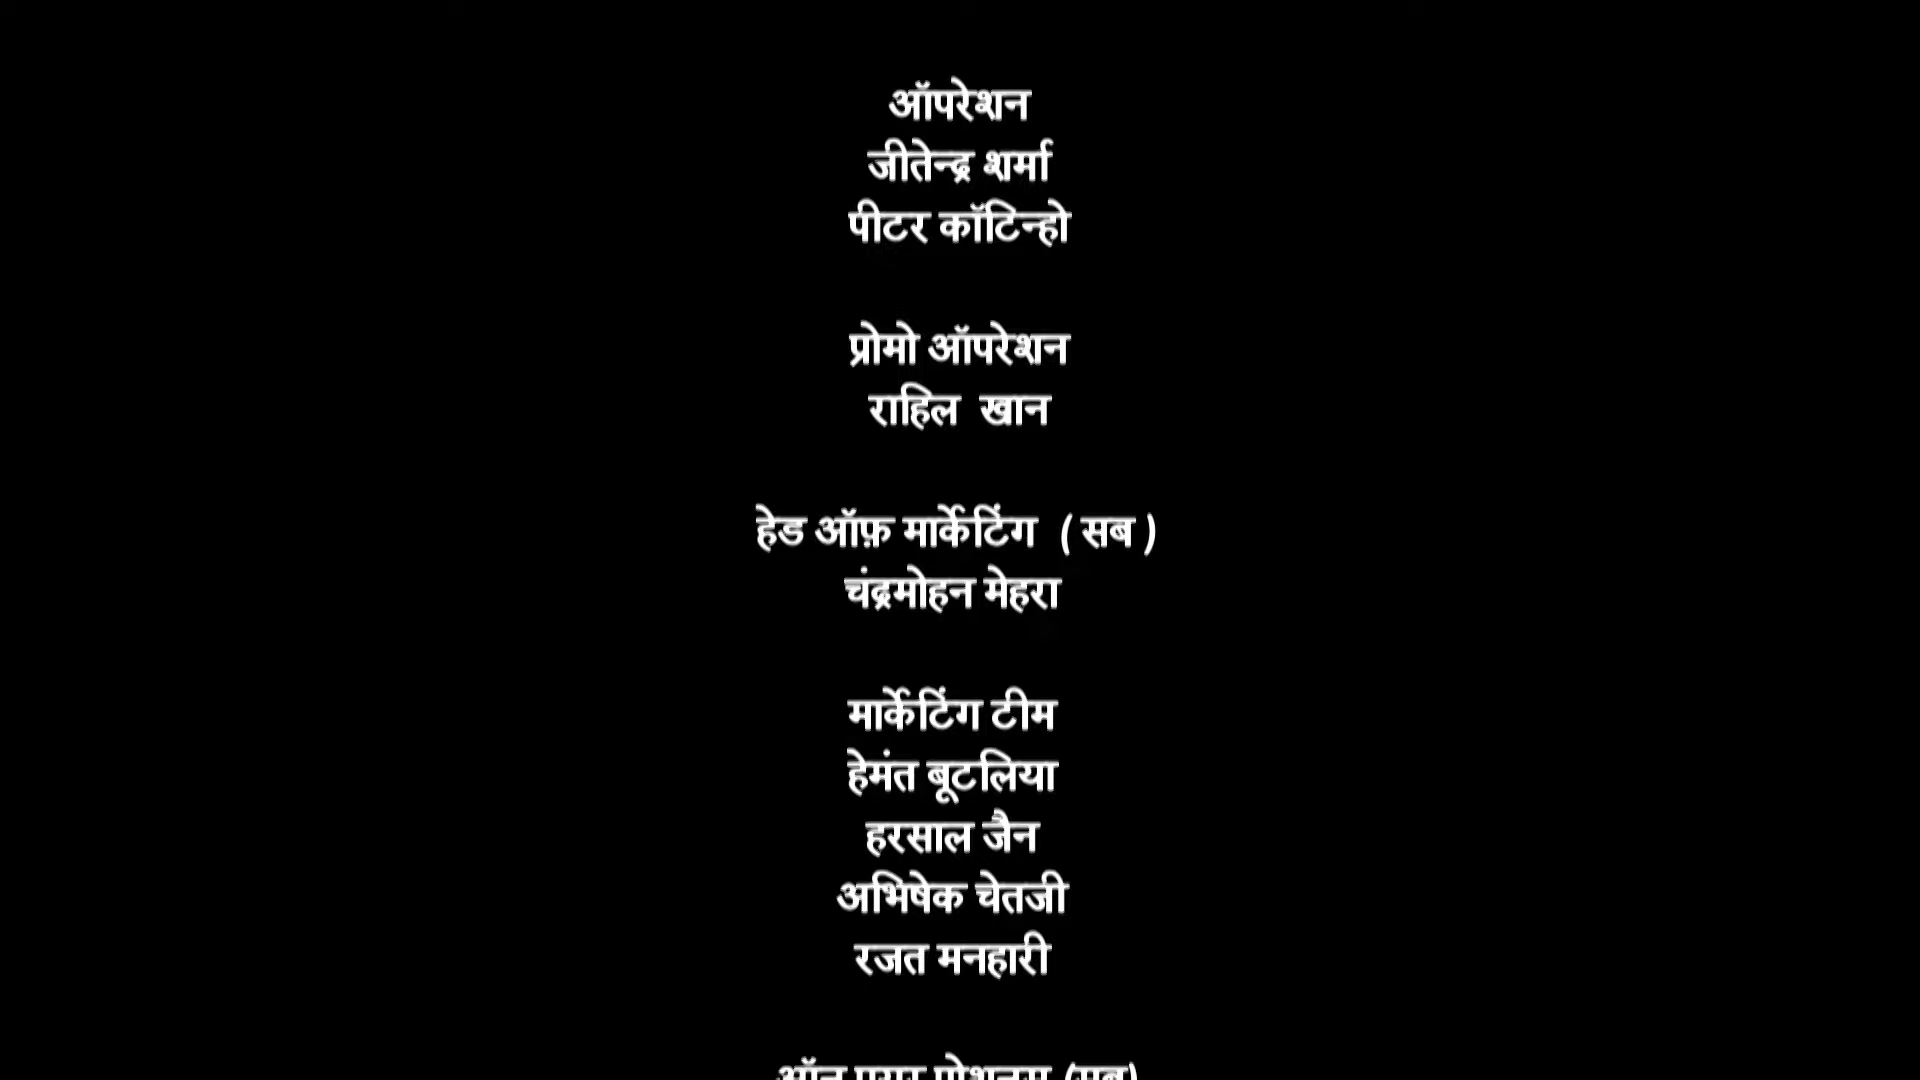 ऑपरेशन
जीतेन्द्र शर्मा
पीटर कॉटिन्हो
प्रोमो ऑपरेशन
राहिल खान
हेड ऑफ़ मार्केटिंग ( सब )
चंद्रमोहन मेहरा
मार्केटिंग टीम
हेमंत बूटलिया
हरसाल जैन
अभिषेक चेतजी
रजत मनहारी